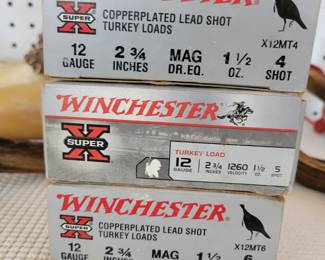 WINCHESTER
SUPER X
COPPERPLATED LEAD SHOT
TURKEY LOADS
X12MT4
12 2 3/4 MAG 1 1/2 4
GAUGE INCHES DR.EQ. OZ. SHOT
WINCHESTER
SUPER X
TURKEY LOAD
12 2 3/4 1260 1 1/2 5
GAUGE INCHES VELOCITY OZ. SHOT
WINCHESTER
SUPER X
COPPERPLATED LEAD SHOT
TURKEY LOADS
X12MT6
12 2 3/4 MAG 1 1/2 6